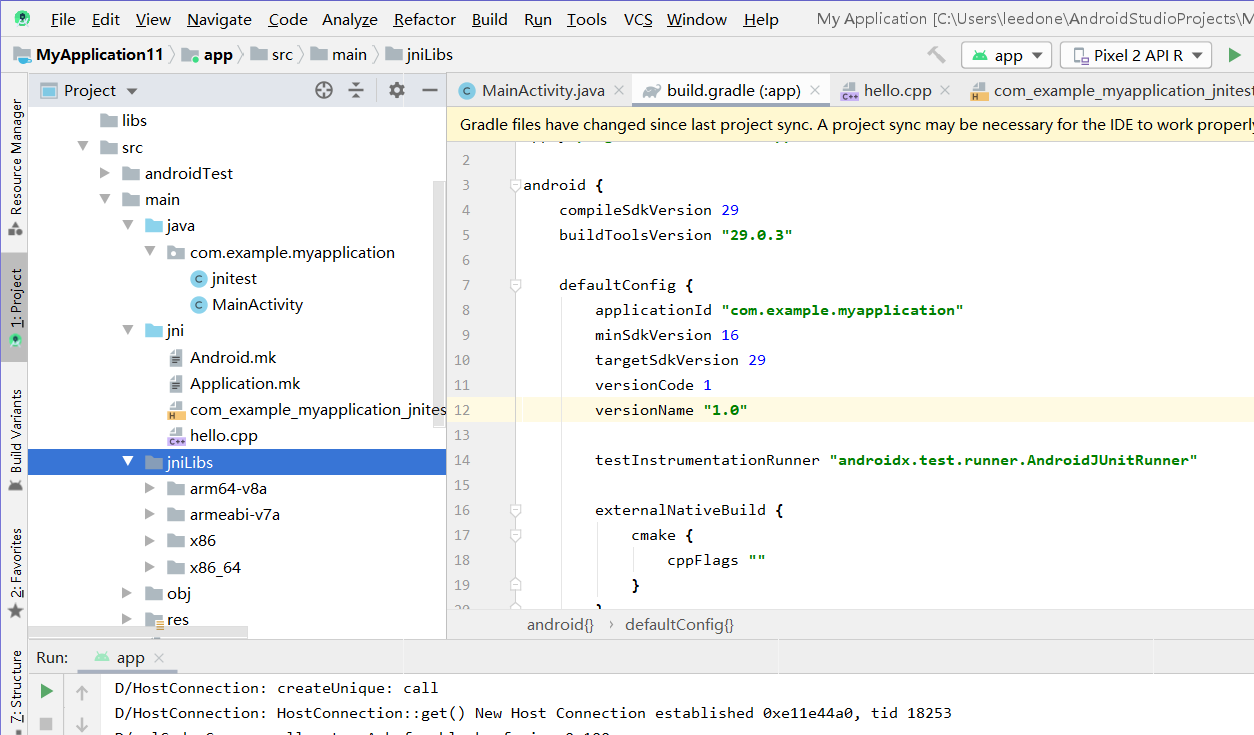 File Edit View Navigate Code Analyze Refactor Build Run Tools VCS Window Help My Application [C:\Users\leedone\AndroidStudioProjects\M
MyApplication11 app src main jniLibs
app Pixel 2 API R
Project
MainActivity.java build.gradle (:app) hello.cpp com_example_myapplication_jnitest
Gradle files have changed since last project sync. A project sync may be necessary for the IDE to work properly
Resource Manager
1: Project
Build Variants
2: Favorites
7: Structure
libs
src
androidTest
main
java
com.example.myapplication
jnitest
MainActivity
jni
Android.mk
Application.mk
com_example_myapplication_jnites
hello.cpp
jniLibs
arm64-v8a
armeabi-v7a
x86
x86_64
obj
res
2
3 android {
4 compileSdkVersion 29
5 buildToolsVersion "29.0.3"
6
7 defaultConfig {
8 applicationId "com.example.myapplication"
9 minSdkVersion 16
10 targetSdkVersion 29
11 versionCode 1
12 versionName "1.0"
13
14 testInstrumentationRunner "androidx.test.runner.AndroidJUnitRunner"
15
16 externalNativeBuild {
17 cmake {
18 cppFlags ""
19 }
20 }
android{} › defaultConfig{}
Run: app
D/HostConnection: createUnique: call
D/HostConnection: HostConnection::get() New Host Connection established 0xe11e44a0, tid 18253